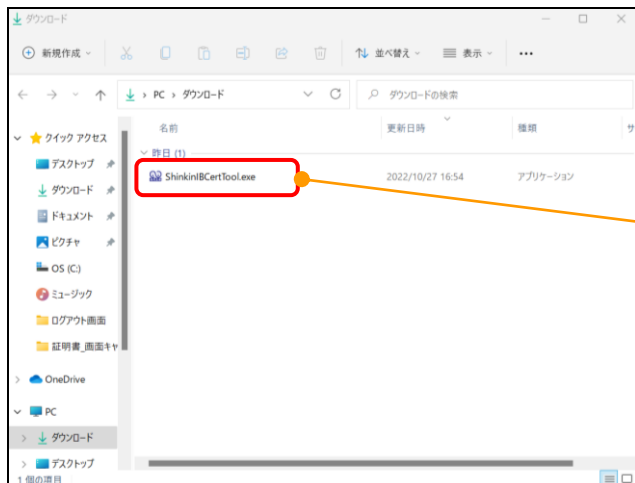 ダウンロード
新規作成
並べ替え
表示
PC › ダウンロード
ダウンロードの検索
名前
更新日時
種類
サ
クイック アクセス
昨日 (1)
デスクトップ
ShinkinIBCertTool.exe
2022/10/27 16:54
アプリケーション
ダウンロード
ドキュメント
ピクチャ
OS (C:)
ミュージック
ログアウト画面
証明書_画面キャ
OneDrive
PC
ダウンロード
デスクトップ
1 個の項目